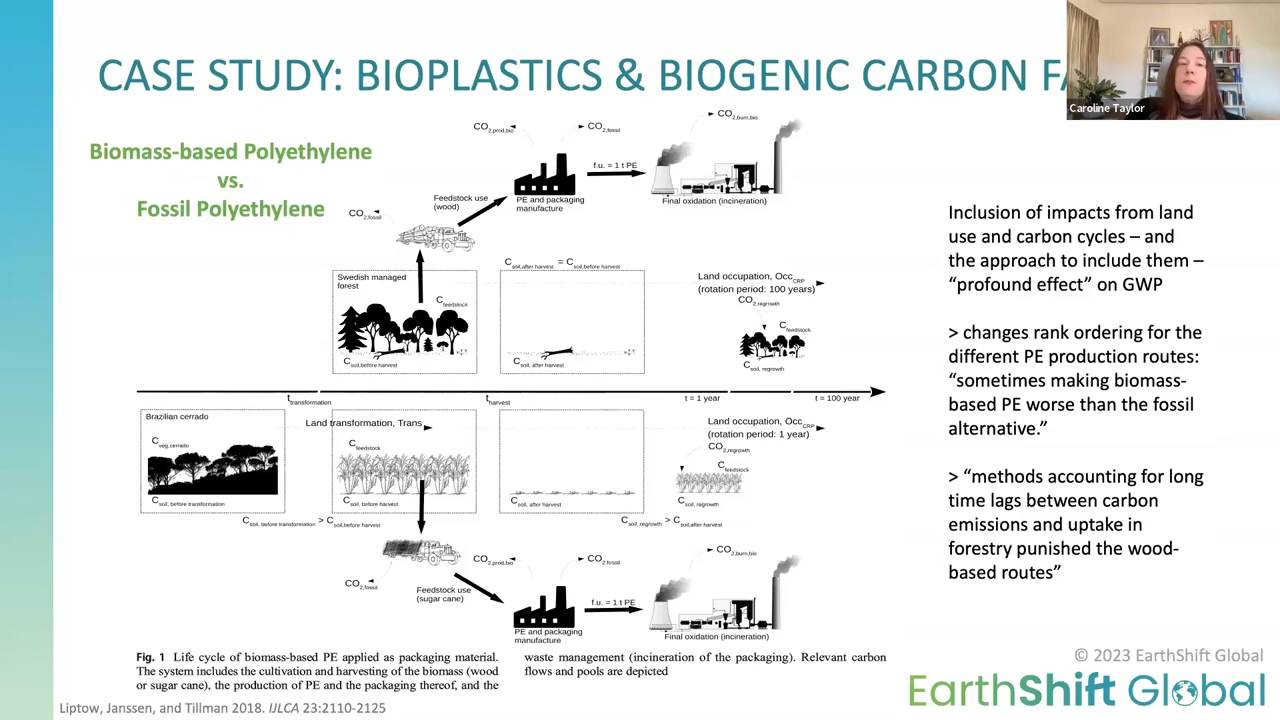 CASE STUDY: BIOPLASTICS & BIOGENIC CARBON
Caroline Taylor
Biomass-based Polyethylene
vs.
Fossil Polyethylene
CO2,prod,bio
CO2,fossil
CO2,burn,bio
f.u. = 1 t PE
PE and packaging
manufacture
Final oxidation (incineration)
Feedstock use
(wood)
CO2,fossil
Swedish managed
forest
Cfeedstock
Csoil,before harvest
Csoil,after harvest = Csoil,before harvest
Csoil, after harvest
Land occupation, OccCRP
(rotation period: 100 years)
CO2,regrowth
Cfeedstock
Csoil, regrowth
ttransformation
tharvest
t = 1 year
t = 100 year
Brazilian cerrado
Cveg,cerrado
Csoil, before transformation
Land transformation, Trans
Cfeedstock
Csoil, before harvest
Csoil, after harvest
Land occupation, OccCRP
(rotation period: 1 year)
CO2,regrowth
Cfeedstock
Csoil, regrowth
Csoil, before transformation > Csoil,before harvest
Csoil, regrowth > Csoil,after harvest
CO2,fossil
Feedstock use
(sugar cane)
CO2,prod,bio
CO2,fossil
CO2,burn,bio
f.u. = 1 t PE
PE and packaging
manufacture
Final oxidation (incineration)
Fig. 1 Life cycle of biomass-based PE applied as packaging material.
The system includes the cultivation and harvesting of the biomass (wood
or sugar cane), the production of PE and the packaging thereof, and the
waste management (incineration of the packaging). Relevant carbon
flows and pools are depicted
Inclusion of impacts from land
use and carbon cycles – and
the approach to include them –
“profound effect” on GWP
> changes rank ordering for the
different PE production routes:
“sometimes making biomass-
based PE worse than the fossil
alternative.”
> “methods accounting for long
time lags between carbon
emissions and uptake in
forestry punished the wood-
based routes”
© 2023 EarthShift Global
EarthShift Global
Liptow, Janssen, and Tillman 2018. IJLCA 23:2110-2125